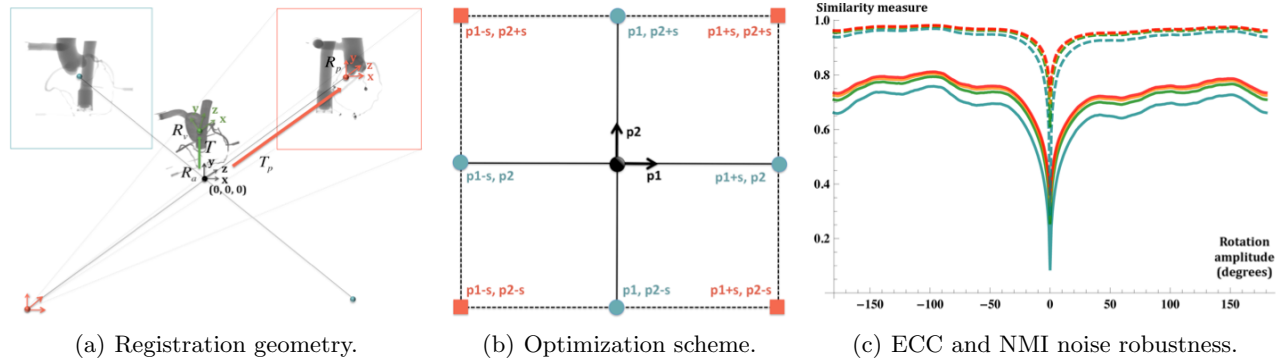 R_p
y
z
x
y
z
x
R_v
T
T_p
R_a
y
z
x
(0, 0, 0)
(a) Registration geometry.
p1-s, p2+s
p1, p2+s
p1+s, p2+s
p2
p1
p1-s, p2
p1+s, p2
p1-s, p2-s
p1, p2-s
p1+s, p2-s
(b) Optimization scheme.
Similarity measure
1.0
0.8
0.6
0.4
0.2
Rotation
amplitude
(degrees)
−150
−100
−50
0
50
100
150
(c) ECC and NMI noise robustness.